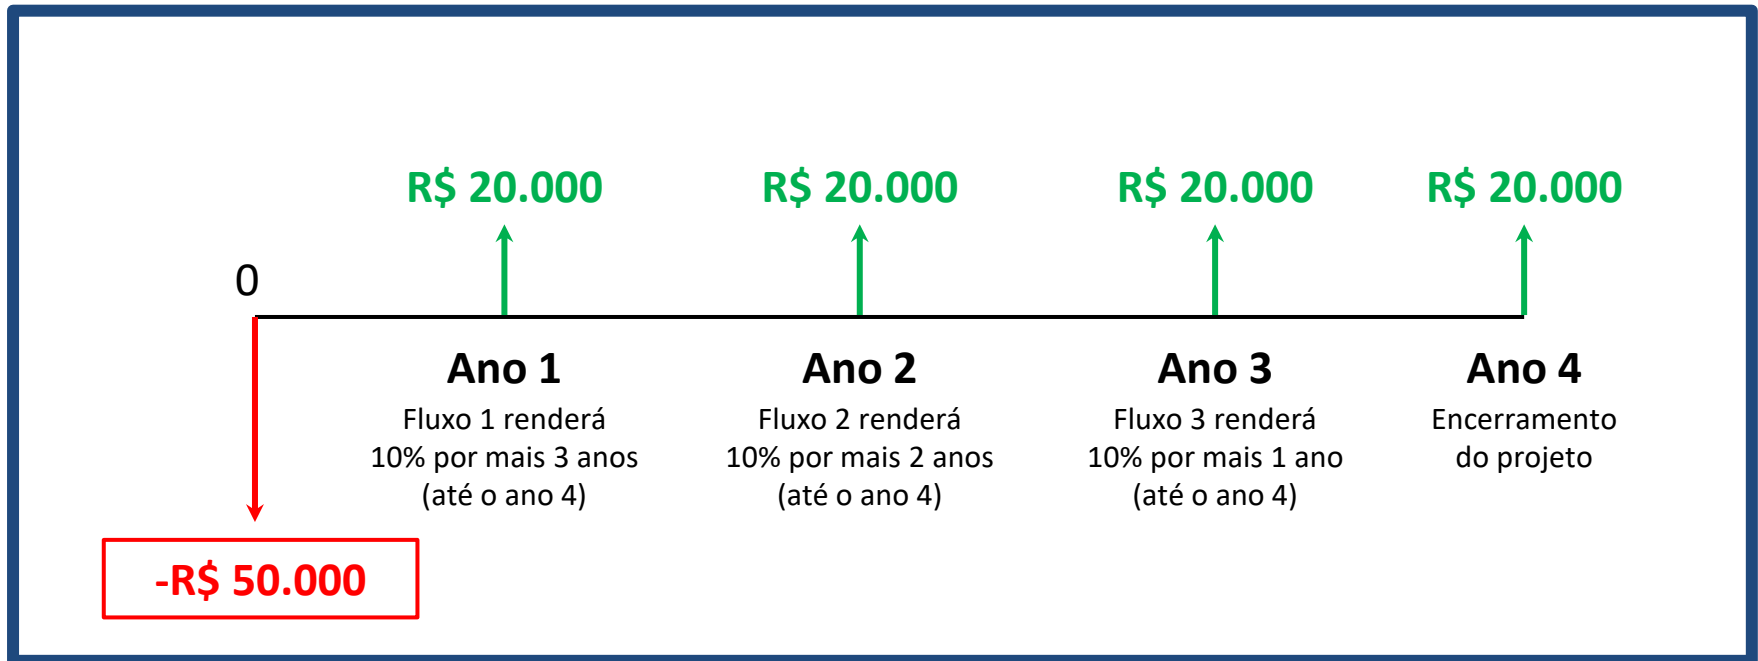 R$ 20.000
R$ 20.000
R$ 20.000
R$ 20.000
0
Ano 1
Fluxo 1 renderá
10% por mais 3 anos
(até o ano 4)
Ano 2
Fluxo 2 renderá
10% por mais 2 anos
(até o ano 4)
Ano 3
Fluxo 3 renderá
10% por mais 1 ano
(até o ano 4)
Ano 4
Encerramento
do projeto
-R$ 50.000